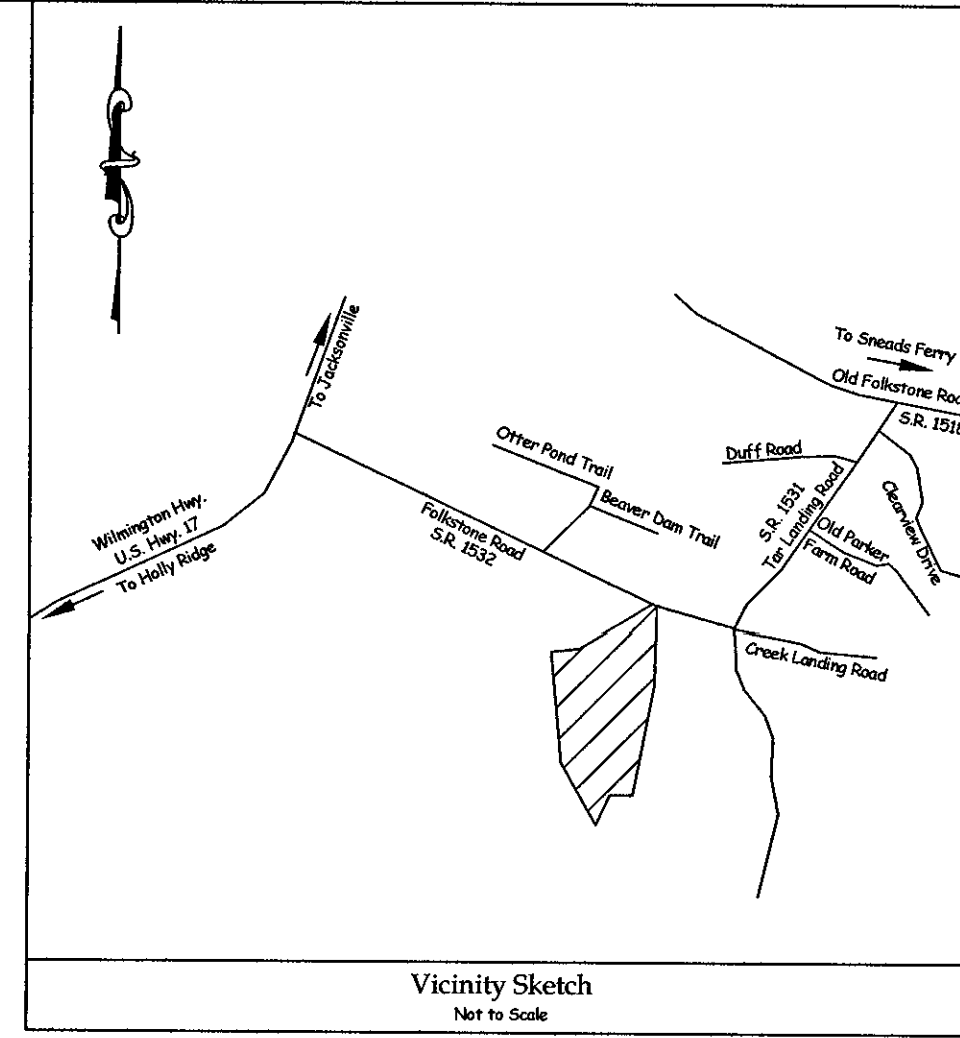 To Jacksonville
Wilmington Hwy.
U.S. Hwy. 17
To Holly Ridge
Otter Pond Trail
Beaver Dam Trail
Folkstone Road
S.R. 1532
To Sneads Ferry
Old Folkstone Roa
S.R. 1518
Duff Road
S.R. 1531
Tar Landing Road
Clearview Drive
Old Parker
Farm Road
Creek Landing Road
Vicinity Sketch
Not to Scale